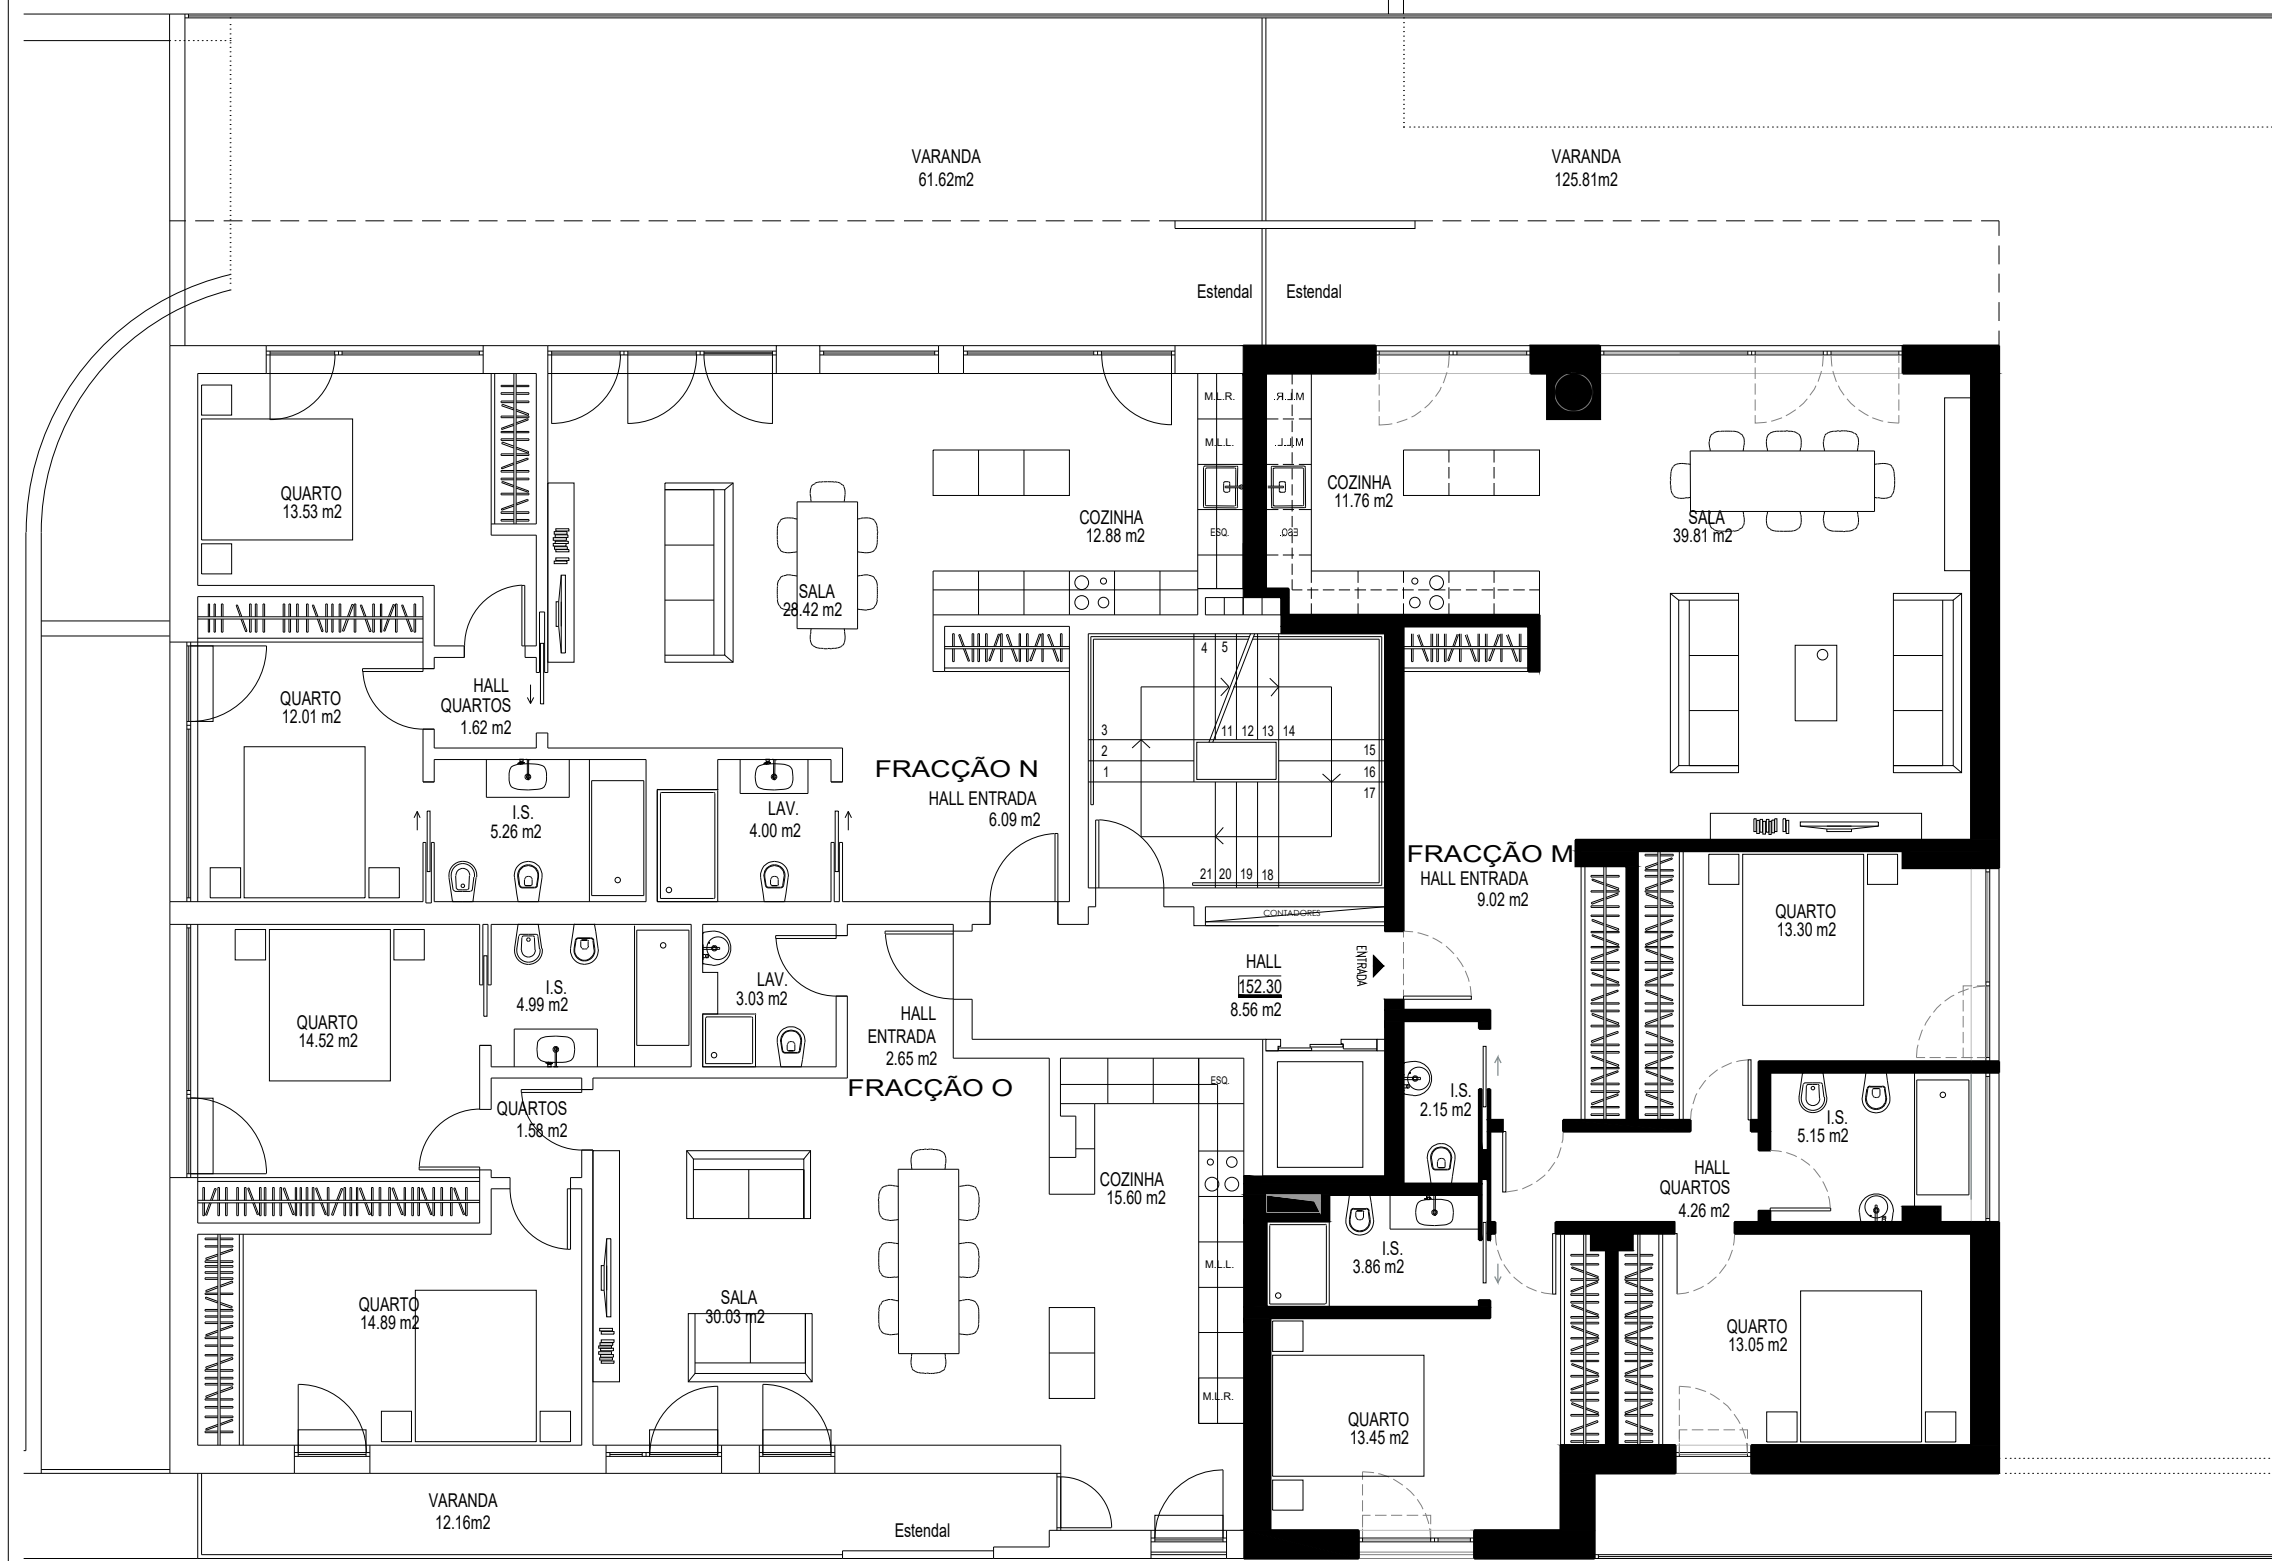 VARANDA
61.62m2
VARANDA
125.81m2
Estendal
Estendal
M.L.R.
M.L.R.
M.L.L.
M.L.L.
QUARTO
13.53 m2
COZINHA
12.88 m2
COZINHA
11.76 m2
SALA
39.81 m2
ESQ.
ESQ.
SALA
28.42 m2
4 5
HALL
QUARTOS
1.62 m2
QUARTO
12.01 m2
3
11 12 13 14
2
15
1
16
17
FRACÇÃO N
HALL ENTRADA
6.09 m2
I.S.
5.26 m2
LAV.
4.00 m2
FRACÇÃO M
HALL ENTRADA
9.02 m2
21 20 19 18
CONTADORES
QUARTO
13.30 m2
HALL
152.30
8.56 m2
ENTRADA
I.S.
4.99 m2
LAV.
3.03 m2
QUARTO
14.52 m2
HALL
ENTRADA
2.65 m2
FRACÇÃO O
ESQ.
I.S.
2.15 m2
QUARTOS
1.58 m2
I.S.
5.15 m2
COZINHA
15.60 m2
HALL
QUARTOS
4.26 m2
I.S.
3.86 m2
M.L.L.
QUARTO
14.89 m2
SALA
30.03 m2
QUARTO
13.05 m2
M.L.R.
QUARTO
13.45 m2
VARANDA
12.16m2
Estendal